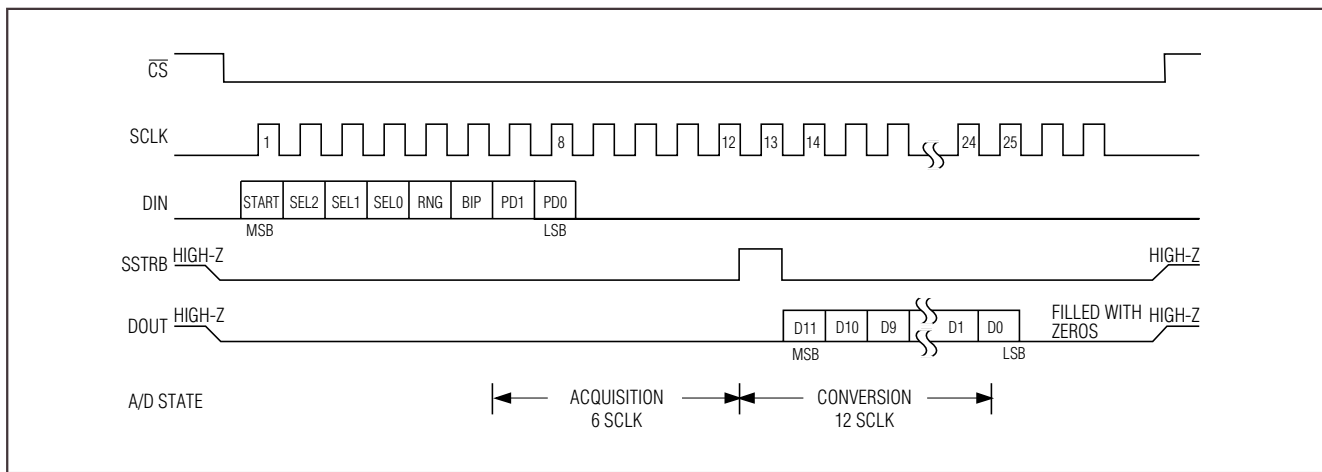 CS
SCLK 1 8 12 13 14 24 25
DIN START SEL2 SEL1 SEL0 RNG BIP PD1 PD0
MSB LSB
SSTRB HIGH-Z HIGH-Z
DOUT HIGH-Z D11 D10 D9 D1 D0 FILLED WITH ZEROS HIGH-Z
MSB LSB
A/D STATE ACQUISITION CONVERSION
6 SCLK 12 SCLK